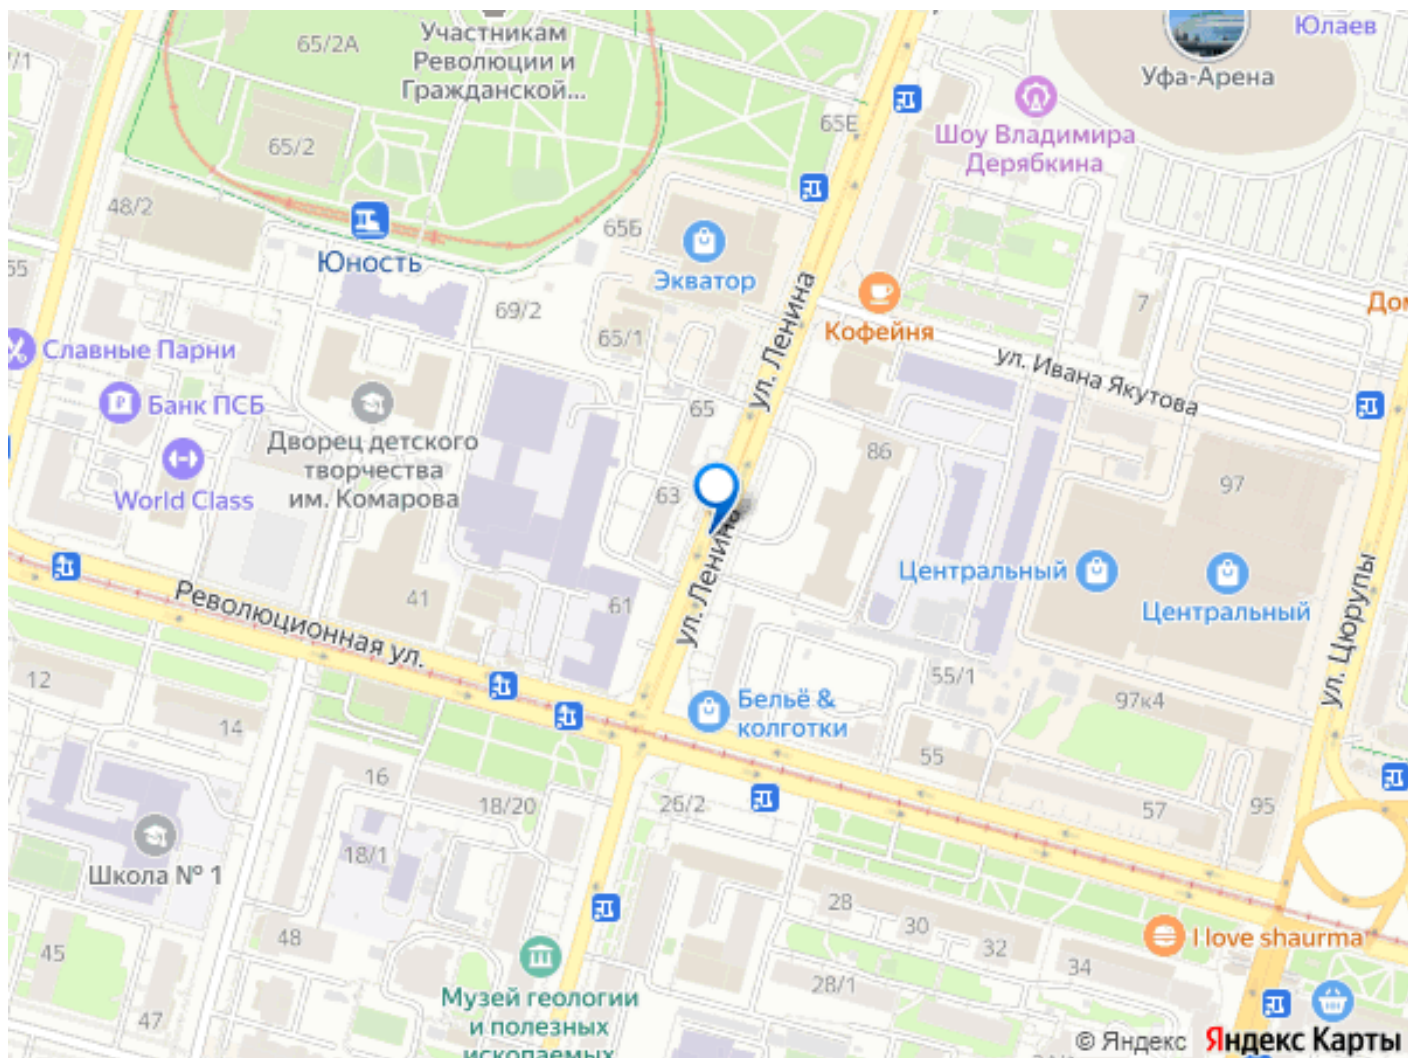 65/2А
Участникам
Революции и
Гражданской...
Юлаев
Уфа-Арена
65Е
Шоу Владимира
Дерябкина
65/2
48/2
Юность
65Б
Экватор
69/2
65/1
ул. Ленина
Кофейня
7
ул. Ивана Якутова
Славные Парни
Банк ПСБ
World Class
Дворец детского
творчества
им. Комарова
65
63
86
97
ул. Ленина
Центральный
Центральный
ул. Цюрупы
41
61
Революционная ул.
55/1
97к4
Бельё &
колготки
12
14
16
18/20
18/1
26/2
55
57
95
Школа № 1
28
30
32
34
28/1
I love shaurma
45
48
47
Музей геологии
и полезных
ископаемых
© Яндекс Яндекс Карты